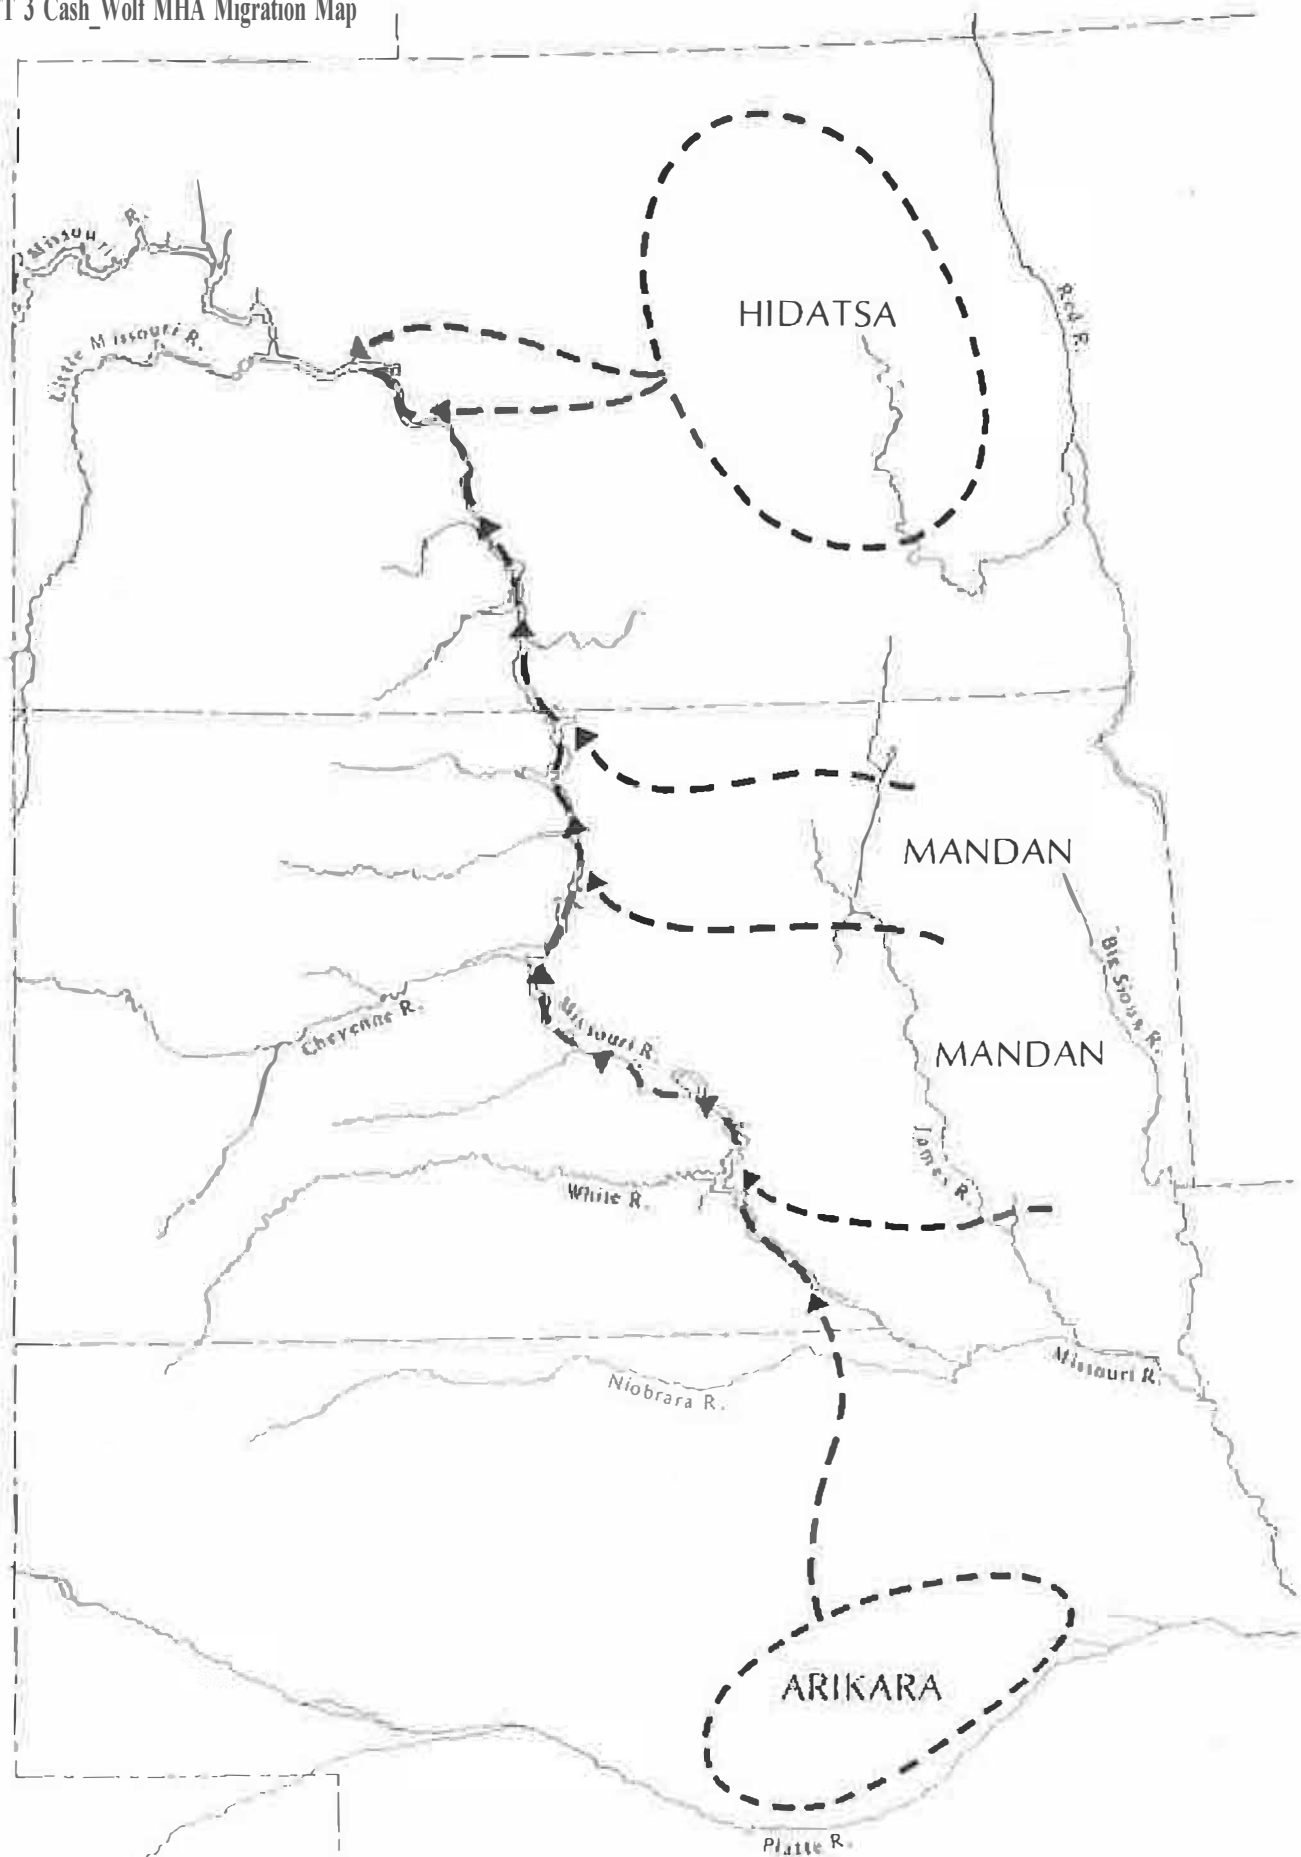 T 3 Cash_Wolf MHA Migration Map
Missouri R.
Little Missouri R.
HIDATSA
Red R.
MANDAN
Big Sioux R.
Cheyenne R.
Missouri R.
MANDAN
James R.
White R.
Missouri R.
Niobrara R.
ARIKARA
Platte R.